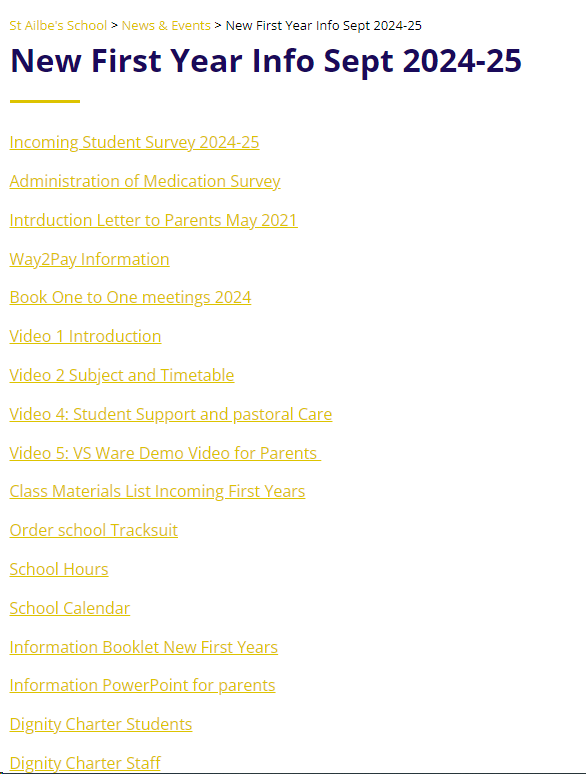 St Ailbe's School > News & Events > New First Year Info Sept 2024-25
New First Year Info Sept 2024-25
Incoming Student Survey 2024-25
Administration of Medication Survey
Intrduction Letter to Parents May 2021
Way2Pay Information
Book One to One meetings 2024
Video 1 Introduction
Video 2 Subject and Timetable
Video 4: Student Support and pastoral Care
Video 5: VS Ware Demo Video for Parents
Class Materials List Incoming First Years
Order school Tracksuit
School Hours
School Calendar
Information Booklet New First Years
Information PowerPoint for parents
Dignity Charter Students
Dignity Charter Staff